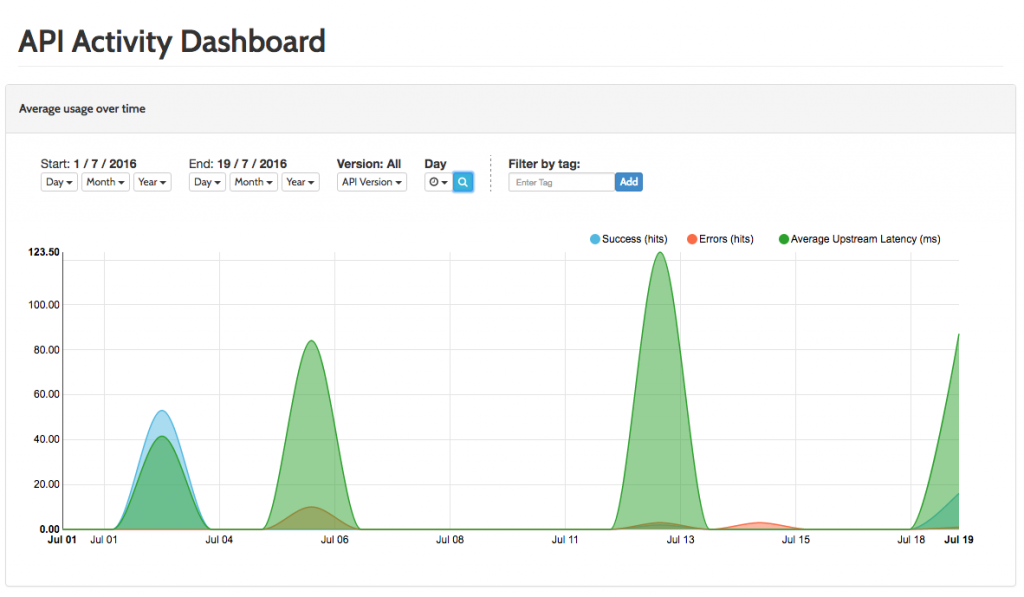 API Activity Dashboard
Average usage over time
Start: 1 / 7 / 2016 End: 19 / 7 / 2016 Version: All Day Filter by tag:
Day Month Year Day Month Year API Version Enter Tag Add
Success (hits) Errors (hits) Average Upstream Latency (ms)
123.50
100.00
80.00
60.00
40.00
20.00
0.00
Jul 01 Jul 01 Jul 04 Jul 06 Jul 08 Jul 11 Jul 13 Jul 15 Jul 18 Jul 19